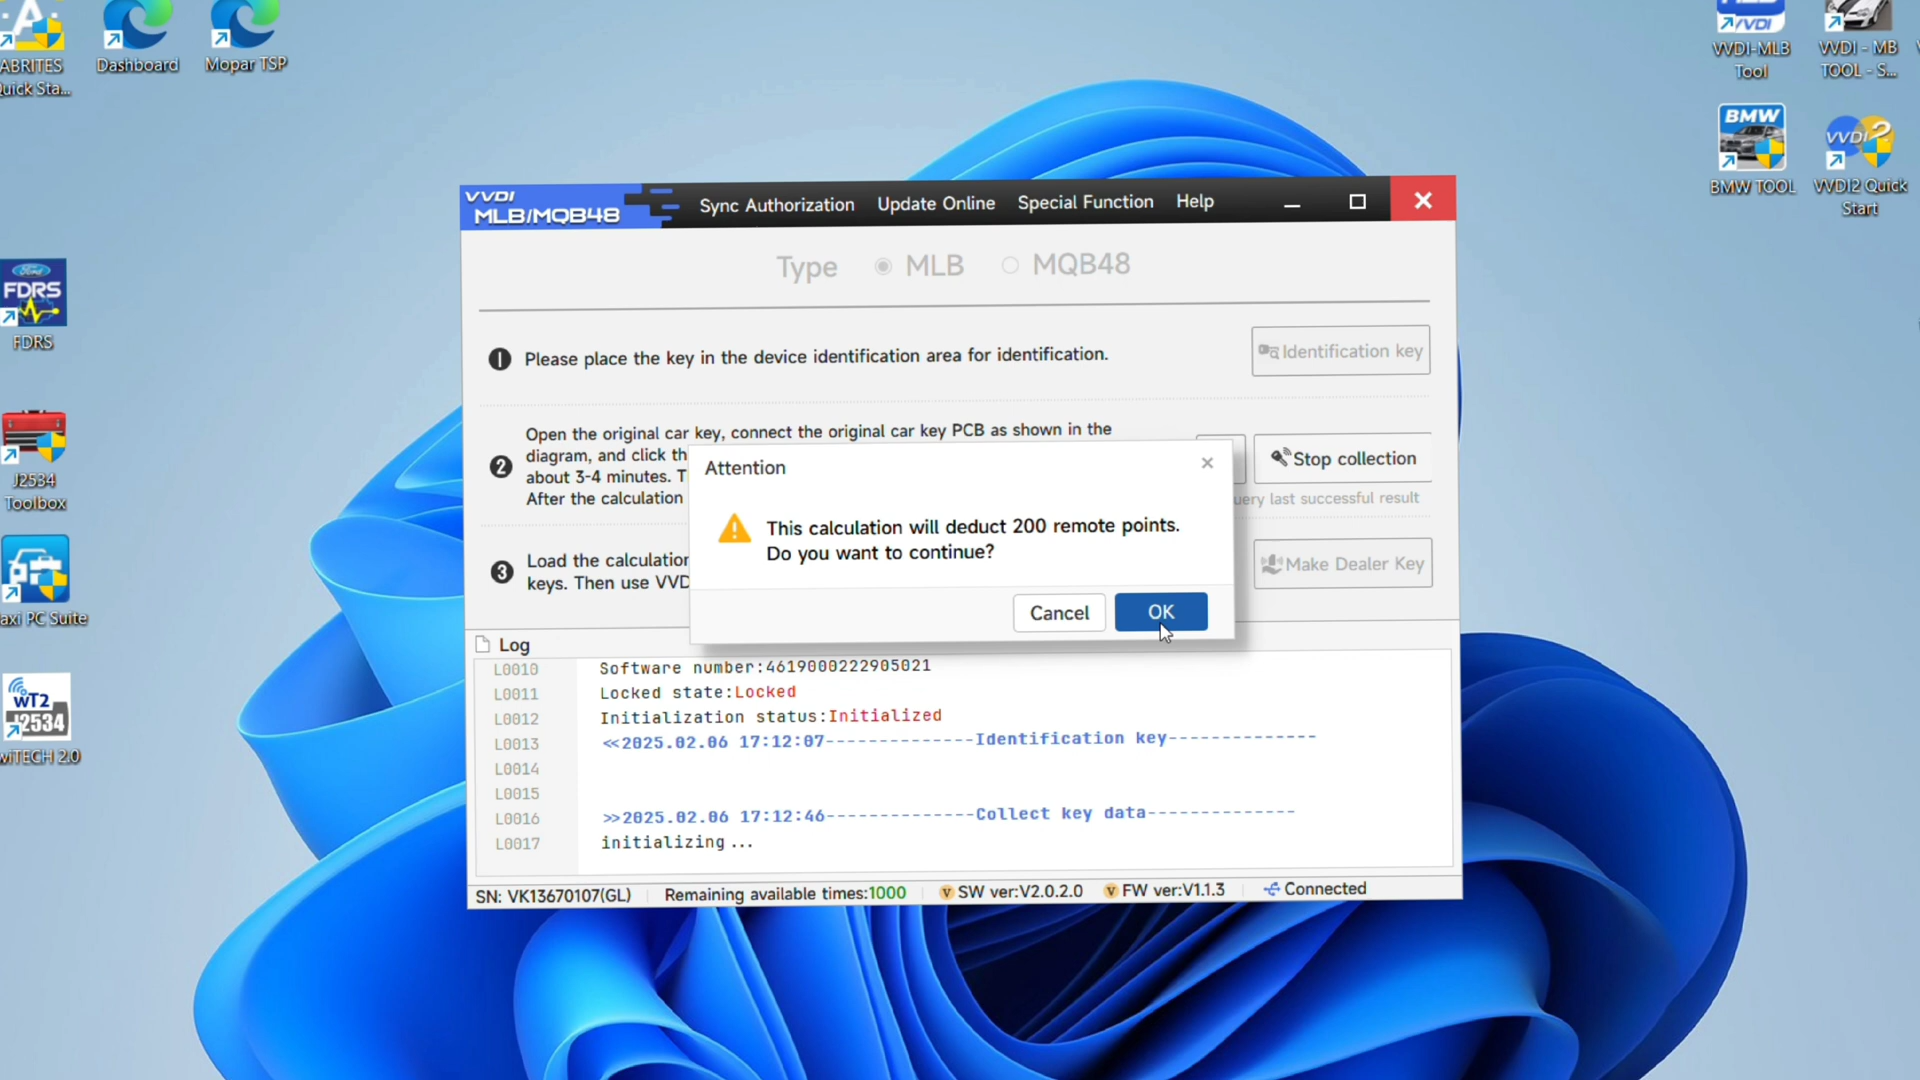 ABRITES
Quick Sta...
Dashboard
Mopar TSP
VVDI-MLB
Tool
VVDI - MB
TOOL - S...
BMW
BMW TOOL
VVDI2
VVDI2 Quick
Start
Ford
FDRS
FDRS
J2534
Toolbox
axi PC Suite
wT2
J2534
wiTECH 2.0
VVDI
MLB/MQB48
Sync Authorization
Update Online
Special Function
Help
Type
MLB
MQB48
1
Please place the key in the device identification area for identification.
Identification key
2
Open the original car key, connect the original car key PCB as shown in the
diagram, and click th
about 3-4 minutes. T
After the calculation
Stop collection
uery last successful result
3
Load the calculation
keys. Then use VVD
Make Dealer Key
Attention
This calculation will deduct 200 remote points.
Do you want to continue?
Cancel
OK
Log
L0010 Software number:4619000222905021
L0011 Locked state:Locked
L0012 Initialization status:Initialized
L0013 <<2025.02.06 17:12:07--------------Identification key--------------
L0014
L0015
L0016 >>2025.02.06 17:12:46--------------Collect key data--------------
L0017 initializing ...
SN: VK13670107(GL)
Remaining available times:1000
SW ver:V2.0.2.0
FW ver:V1.1.3
Connected